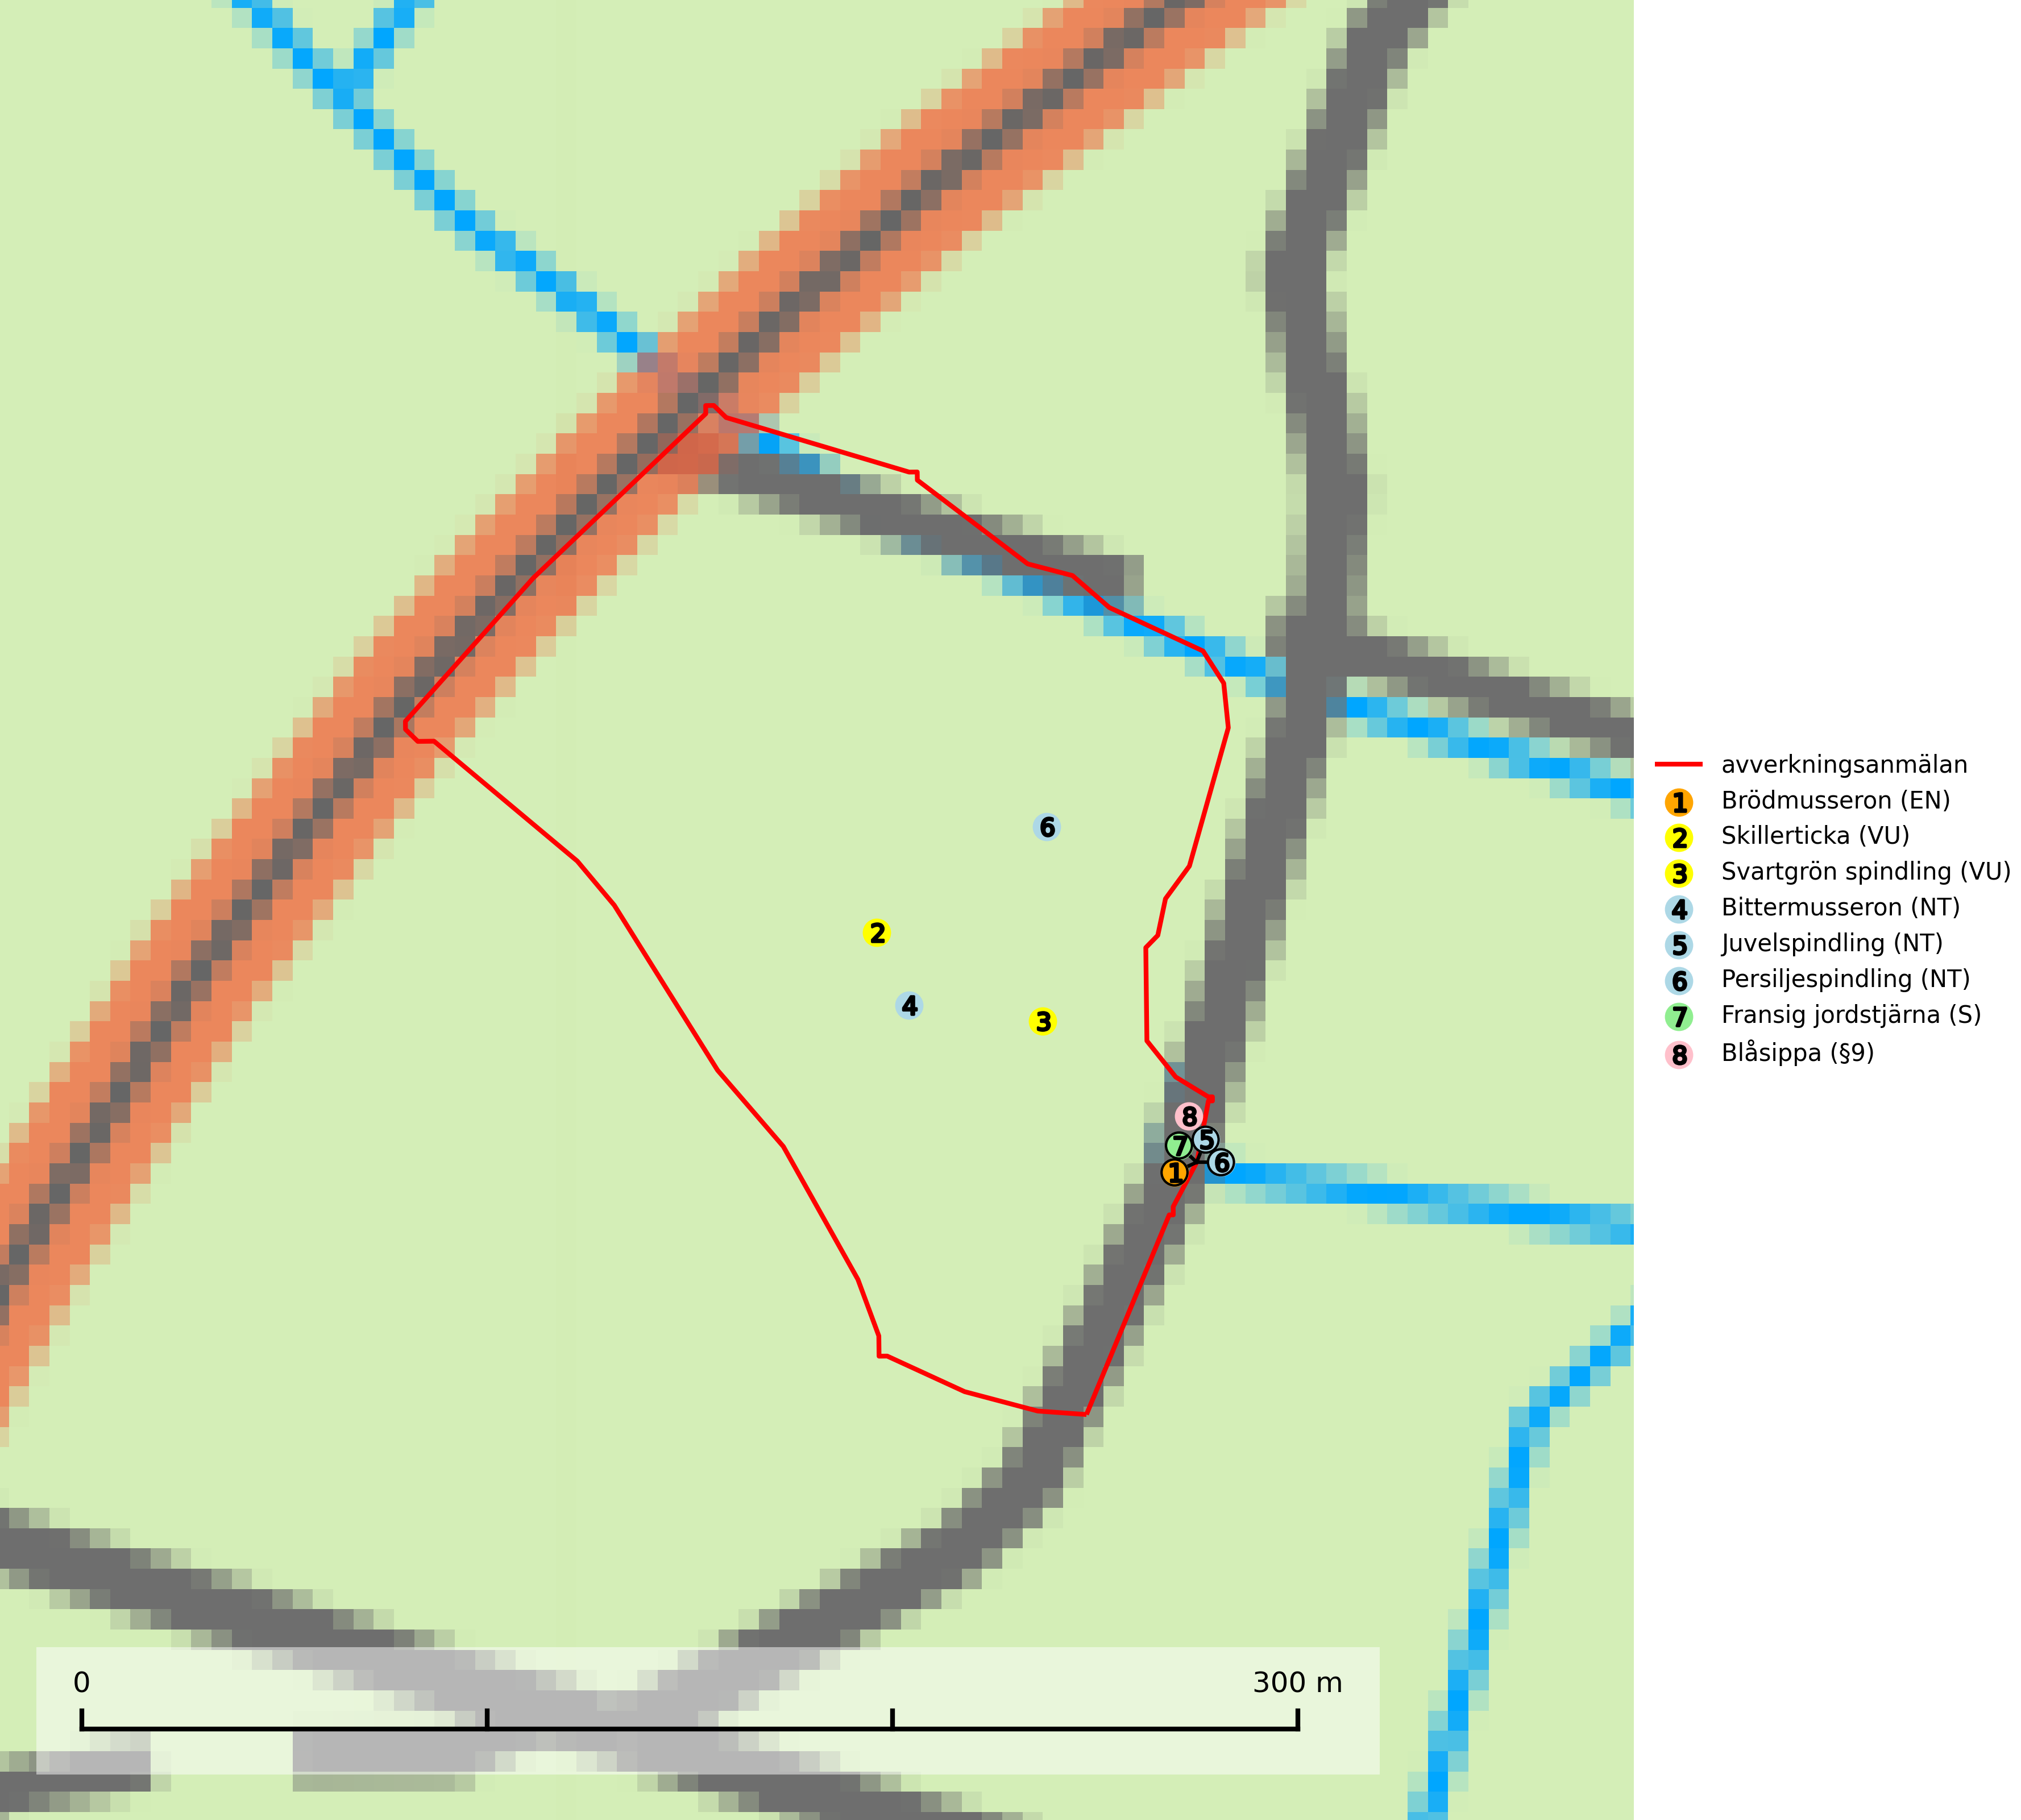 6
2
4
3
8
7 5
1 6
0 300 m
avverkningsanmälan
1 Brödmusseron (EN)
2 Skillerticka (VU)
3 Svartgrön spindling (VU)
4 Bittermusseron (NT)
5 Juvelspindling (NT)
6 Persiljespindling (NT)
7 Fransig jordstjärna (S)
8 Blåsippa (§9)